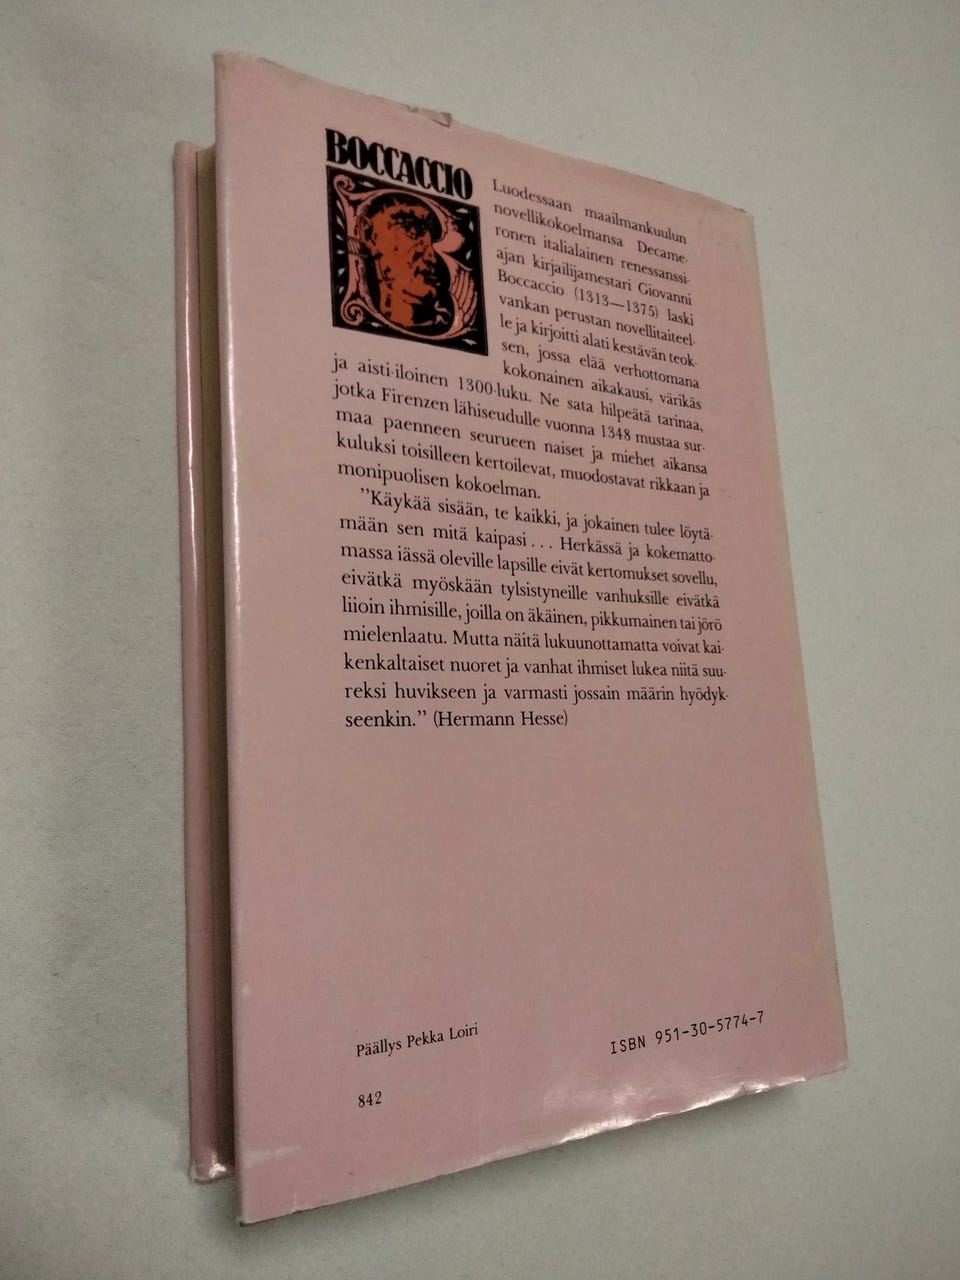 BOCCACCIO
Luodessaan maailmankuulun
novellikokoelmansa Decame-
ronen italialainen renessanssi-
ajan kirjailijamestari Giovanni
Boccaccio (1313—1375) laski
vankan perustan novellitaiteel-
le ja kirjoitti alati kestävän teok-
sen, jossa elää verhottomana
kokonainen aikakausi, värikäs
ja aisti-iloinen 1300-luku. Ne sata hilpeätä tarinaa,
jotka Firenzen lähiseudulle vuonna 1348 mustaa sur-
maa paenneen seurueen naiset ja miehet aikansa
kuluksi toisilleen kertoilevat, muodostavat rikkaan ja
monipuolisen kokoelman.
”Käykää sisään, te kaikki, ja jokainen tulee löytä-
mään sen mitä kaipasi... Herkässä ja kokematto-
massa iässä oleville lapsille eivät kertomukset sovellu,
eivätkä myöskään tylsistyneille vanhuksille eivätkä
liioin ihmisille, joilla on äkäinen, pikkumainen tai jörö
mielenlaatu. Mutta näitä lukuunottamatta voivat kai-
kenkaltaiset nuoret ja vanhat ihmiset lukea niitä suu-
reksi huvikseen ja varmasti jossain määrin hyödyk-
seenkin.” (Hermann Hesse)
Päällys Pekka Loiri
ISBN 951-30-5774-7
842